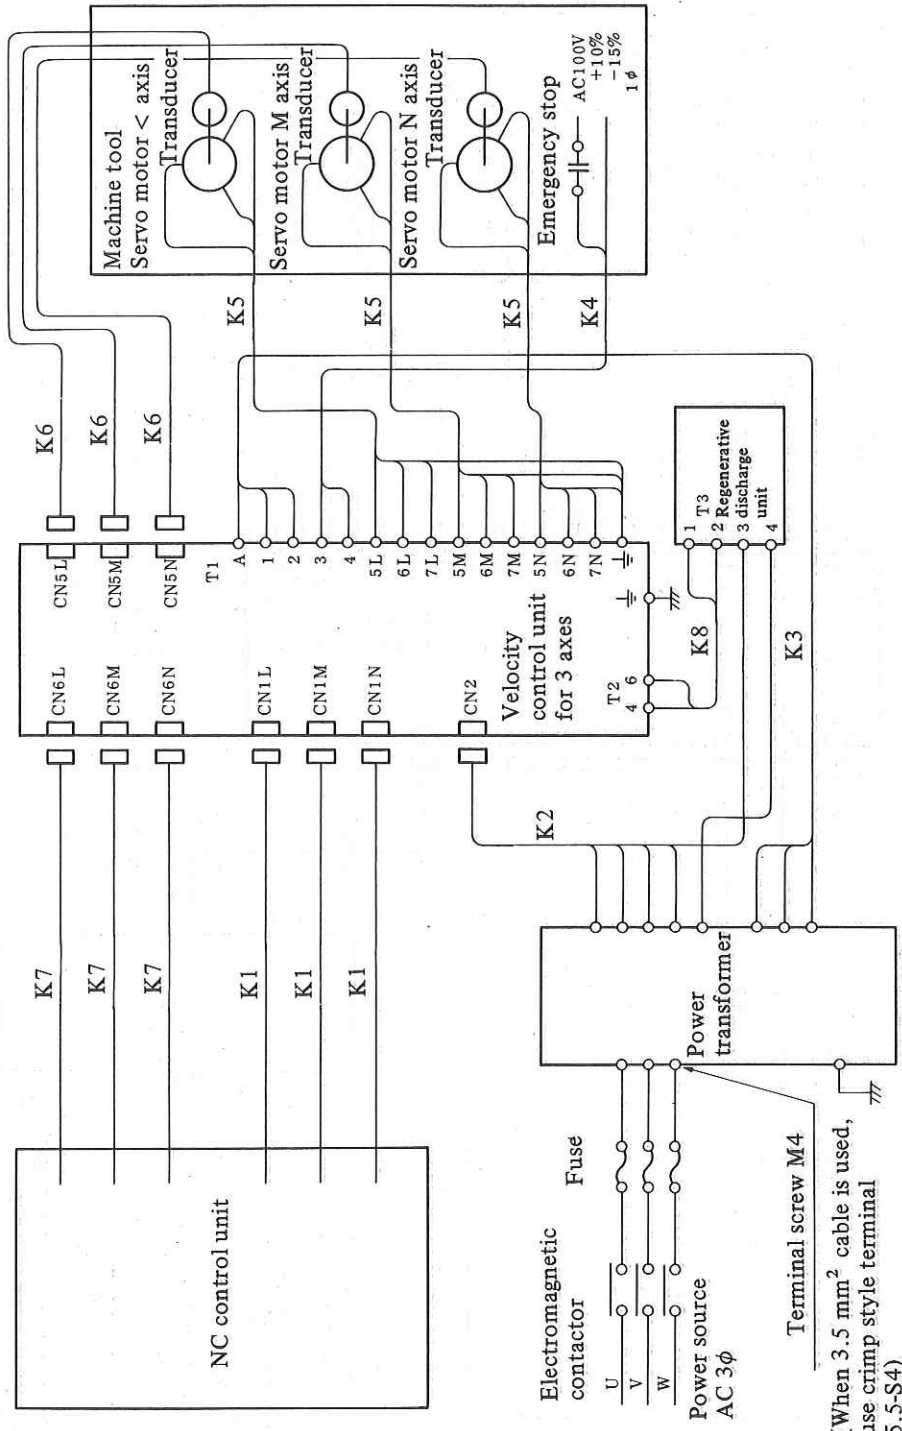 NC control unit
K7
K7
K7
K1
K1
K1
CN6L
CN6M
CN6N
CN1L
CN1M
CN1N
CN2
Velocity
control unit
for 3 axes
CN5L
CN5M
CN5N
T1
A
1
2
3
4
5L
6L
7L
5M
6M
7M
5N
6N
7N
T2
4
6
K6
K6
K6
K5
K5
K5
K4
Machine tool
Servo motor < axis
Transducer
Servo motor M axis
Transducer
Servo motor N axis
Transducer
Emergency stop
AC100V
+10%
-15%
1ϕ
T3
Regenerative
discharge
unit
1
2
3
4
K8
K3
K2
Electromagnetic
contactor
Fuse
U
V
W
Power source
AC 3ϕ
Power
transformer
Terminal screw M4
(When 3.5 mm² cable is used,
use crimp style terminal
5.5-S4)